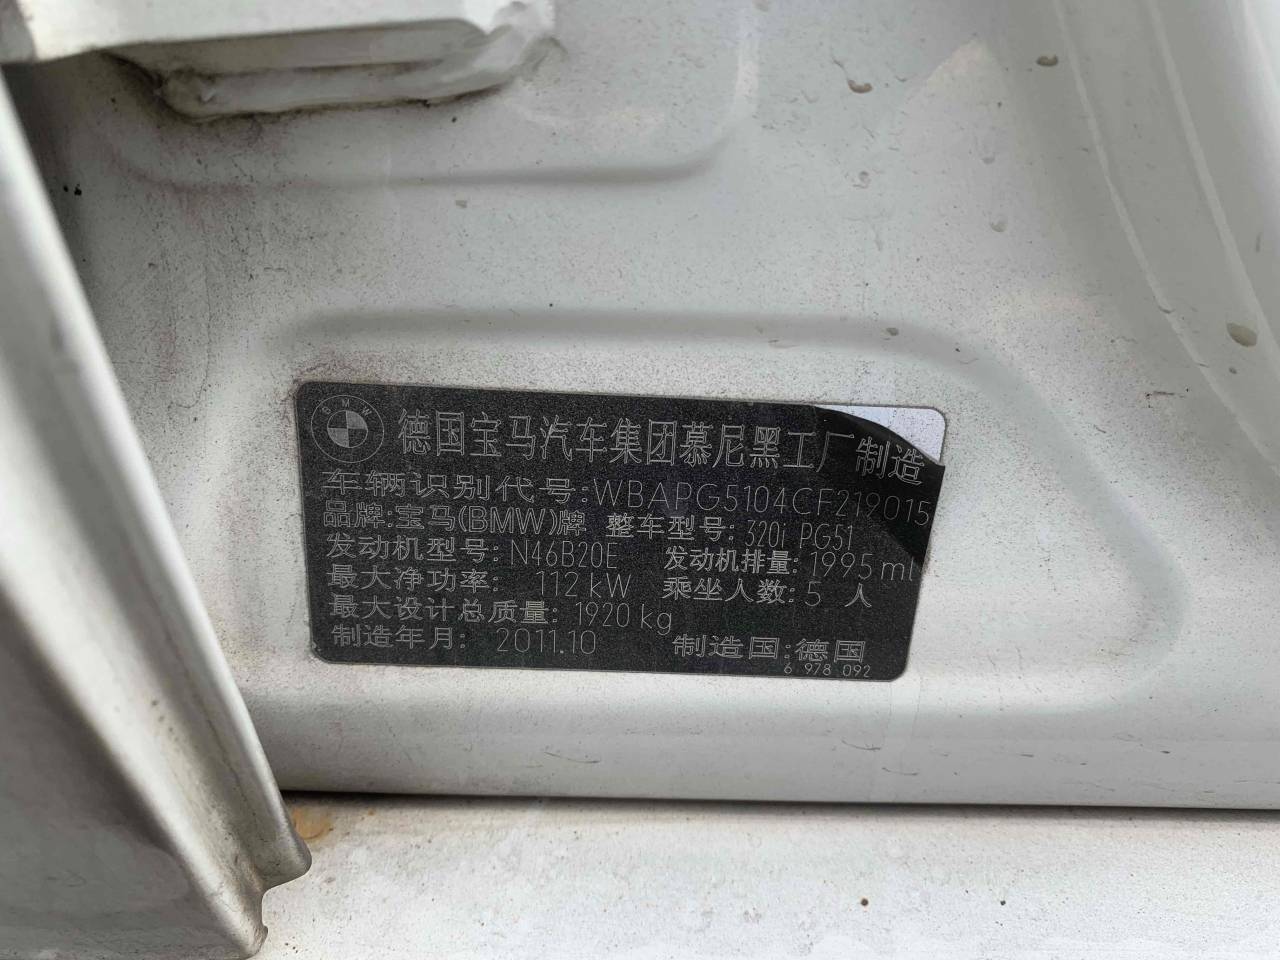 BMW 德国宝马汽车集团慕尼黑工厂制造
车辆识别代号:WBAPG5104CF219015
品牌:宝马(BMW)牌 整车型号: 320i PG51
发动机型号: N46B20E 发动机排量: 1995ml
最大净功率: 112 kW 乘坐人数: 5 人
最大设计总质量: 1920 kg
制造年月: 2011.10 制造国:德国
6 978 092